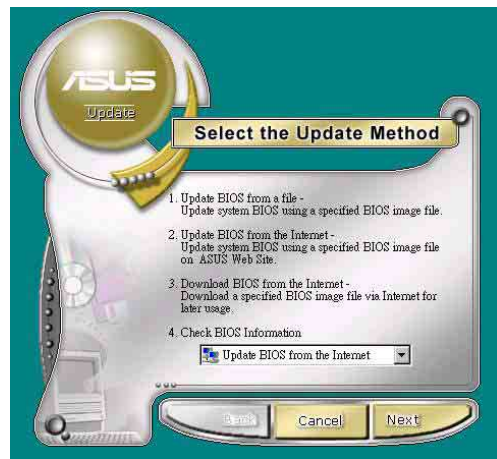 ASUS
Update
Select the Update Method
1. Update BIOS from a file -
Update system BIOS using a specified BIOS image file.
2. Update BIOS from the Internet -
Update system BIOS using a specified BIOS image file
on ASUS Web Site.
3. Download BIOS from the Internet -
Download a specified BIOS image file via Internet for
later usage.
4. Check BIOS Information
Update BIOS from the Internet
Back
Cancel
Next